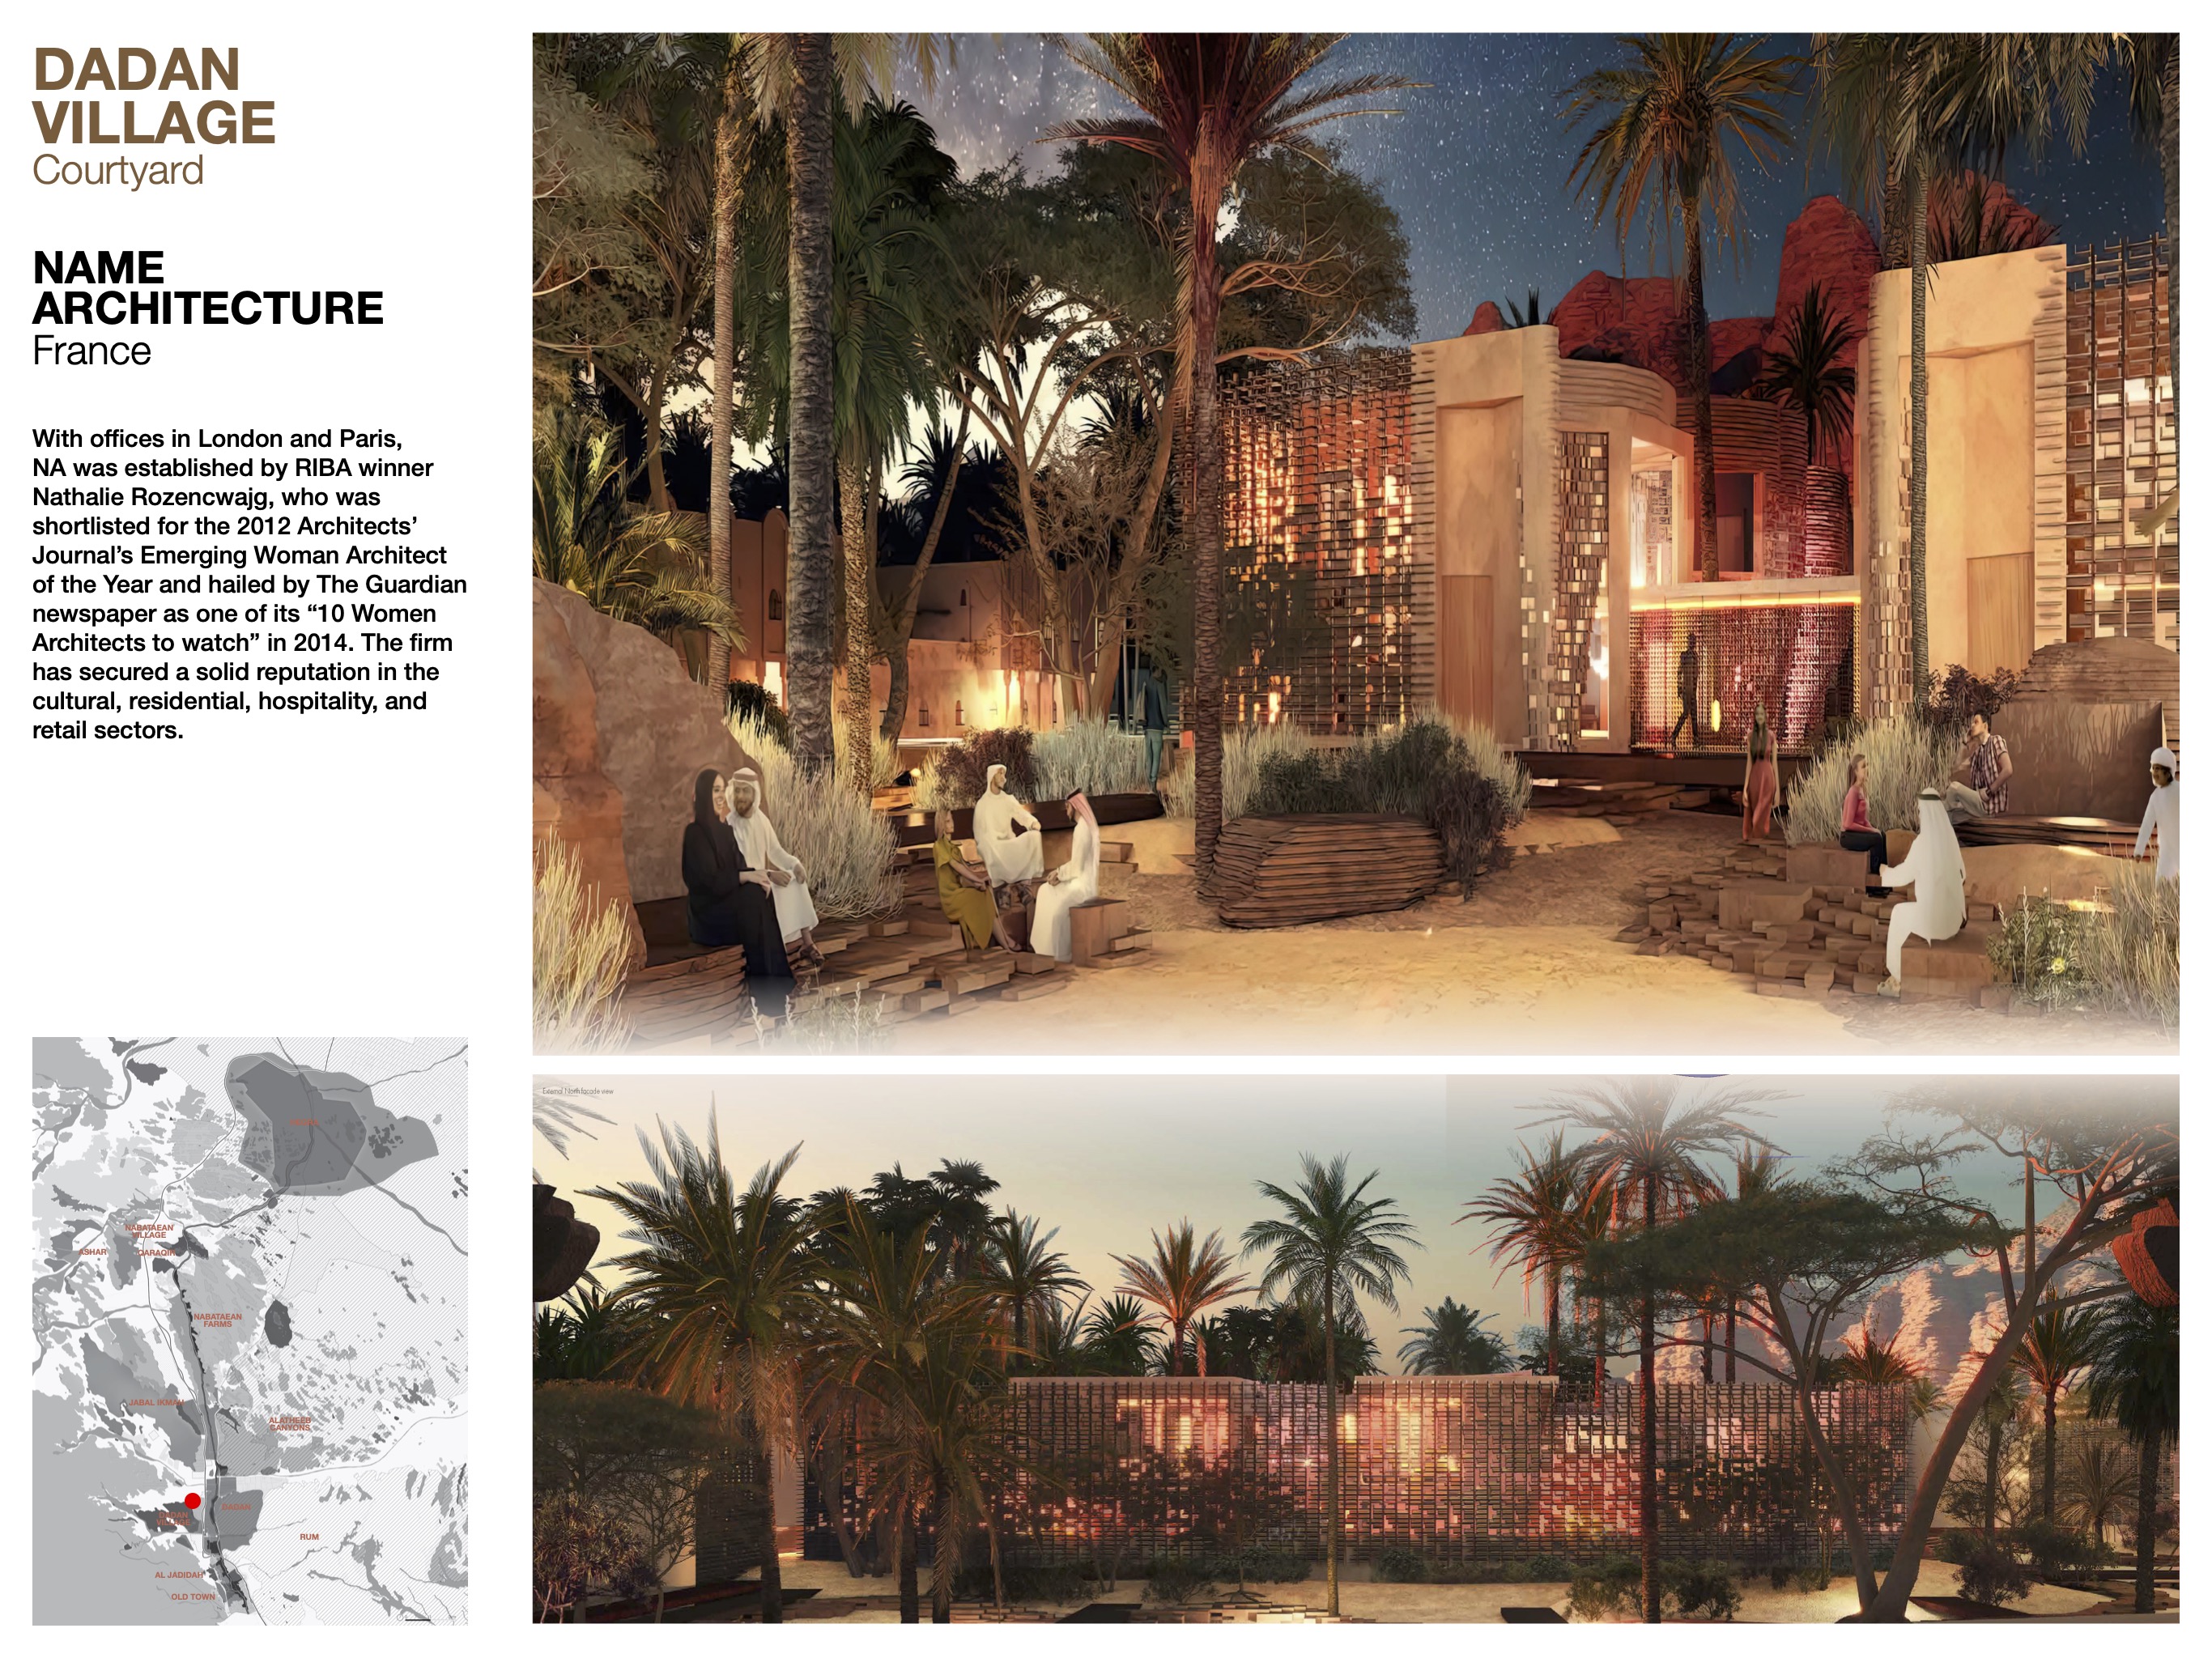 DADAN
VILLAGE
Courtyard
NAME
ARCHITECTURE
France
With offices in London and Paris,
NA was established by RIBA winner
Nathalie Rozencwajg, who was
shortlisted for the 2012 Architects’
Journal’s Emerging Woman Architect
of the Year and hailed by The Guardian
newspaper as one of its “10 Women
Architects to watch” in 2014. The firm
has secured a solid reputation in the
cultural, residential, hospitality, and
retail sectors.
External North facade view
NABATAEAN
VILLAGE
ASHAR
QARAQIR
NABATAEAN
FARMS
JABAL IKMAH
ALATHEEB
CANYONS
DADAN
RUM
AL JADIDAH
OLD TOWN